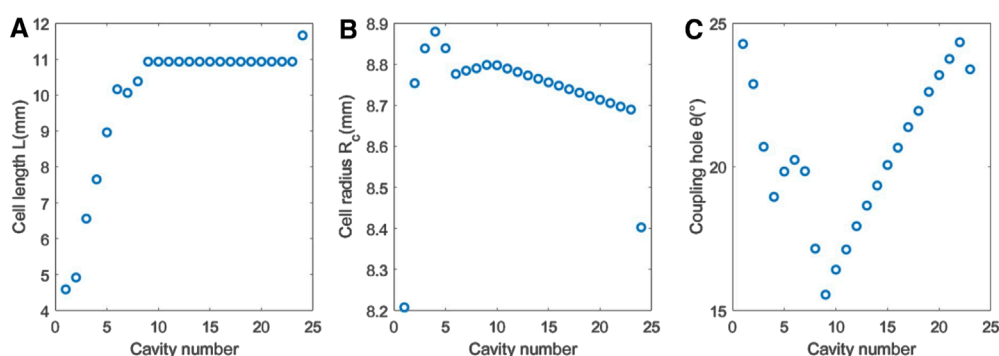 A
Cell length L(mm)
12
11
10
9
8
7
6
5
4
0 5 10 15 20 25
Cavity number
B
Cell radius Rc(mm)
8.9
8.8
8.7
8.6
8.5
8.4
8.3
8.2
0 5 10 15 20 25
Cavity number
C
Coupling hole θ(°)
25
20
15
0 5 10 15 20 25
Cavity number